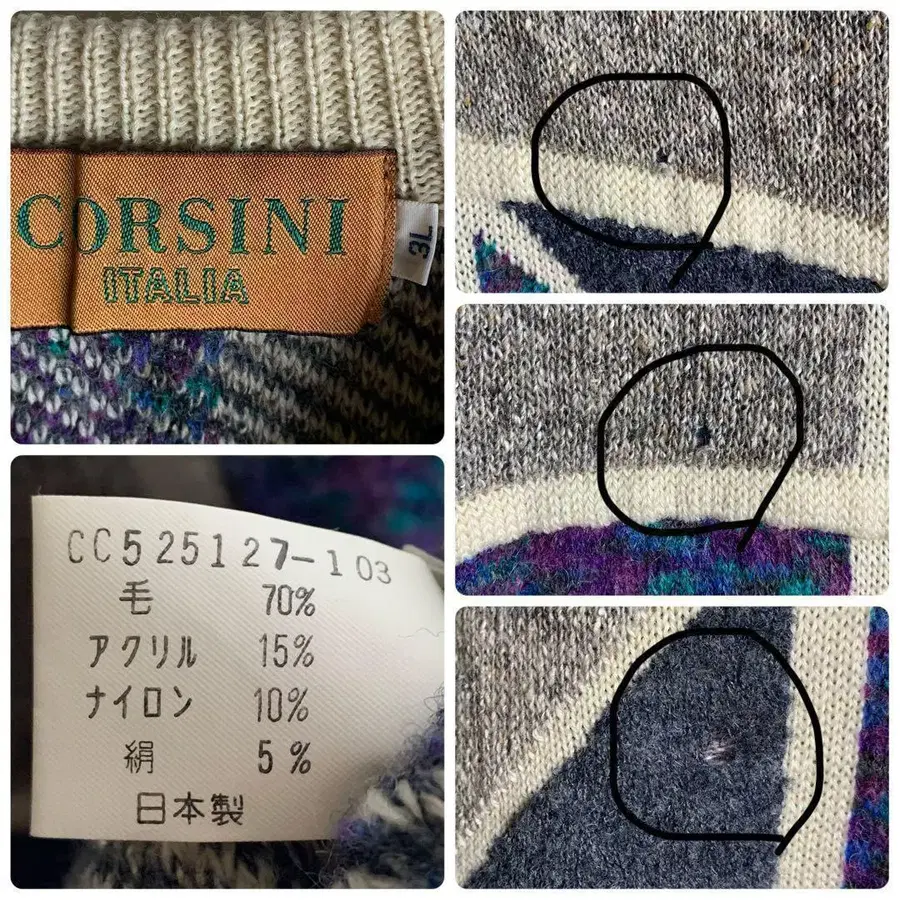 CORSINI
ITALIA
3L
CC525127-103
毛 70%
アクリル 15%
ナイロン 10%
絹 5%
日本製